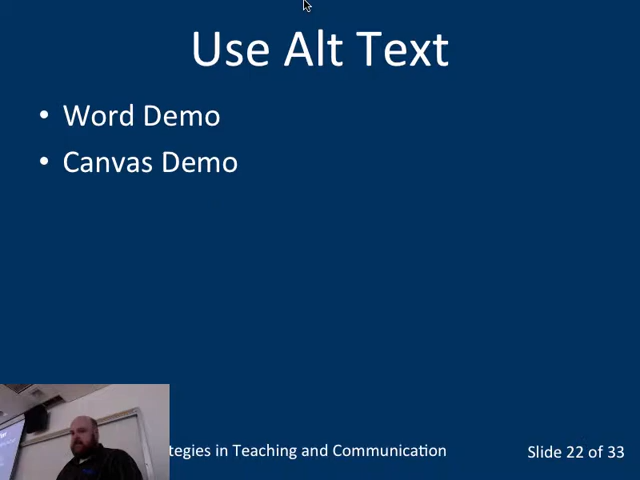 Use Alt Text
• Word Demo
• Canvas Demo
tegies in Teaching and Communication
Slide 22 of 33